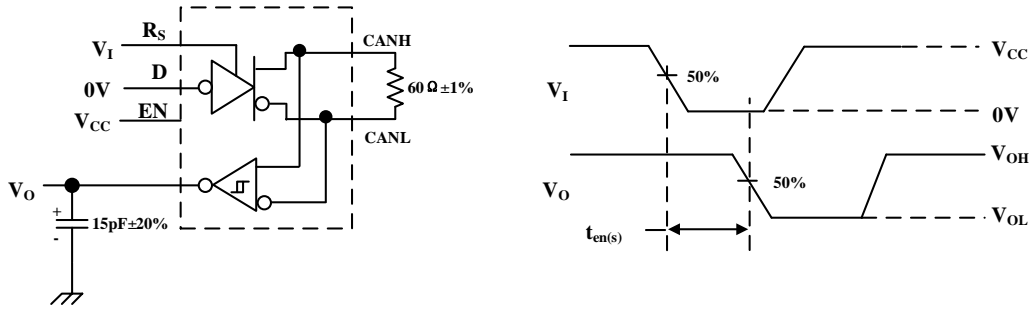 V_I R_S
0V D
V_CC EN
CANH
60Ω±1%
CANL
V_O
+
15pF±20%
-
V_I
50%
V_CC
0V
V_O
50%
V_OH
V_OL
t_en(s)